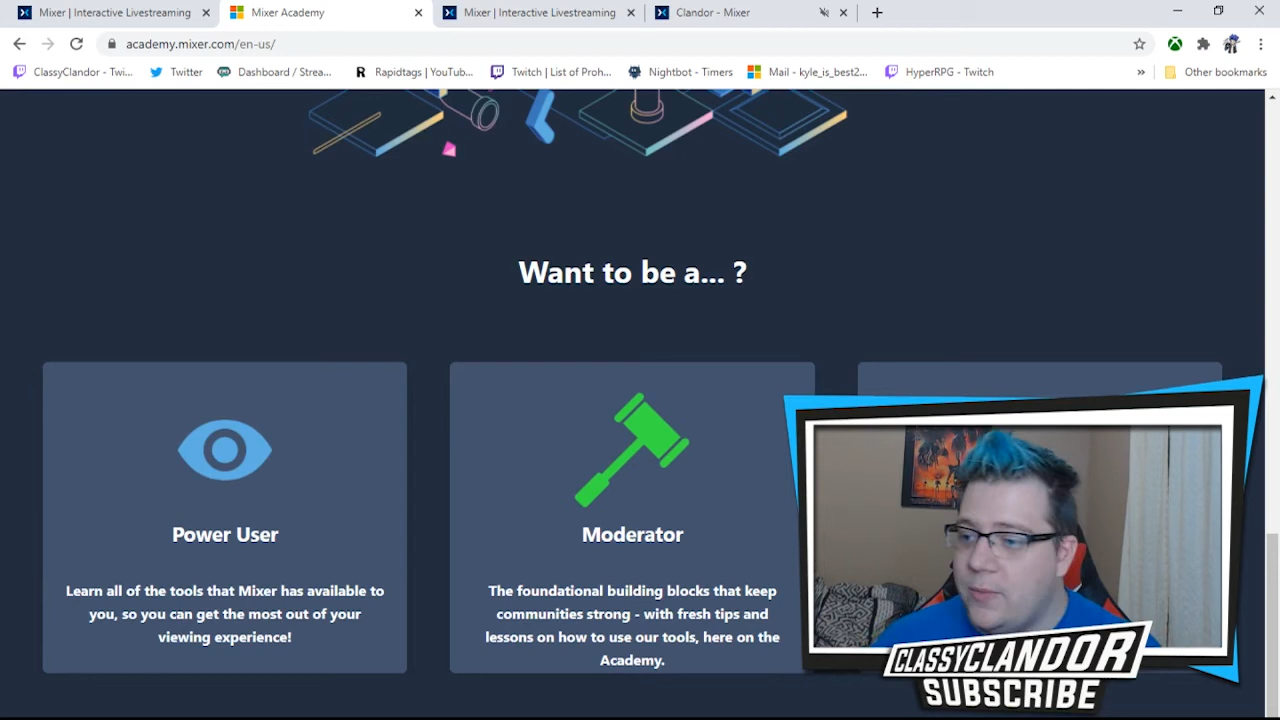 Mixer | Interactive Livestreaming
Mixer Academy
Mixer | Interactive Livestreaming
Clandor - Mixer
academy.mixer.com/en-us/
ClassyClandor - Twi...
Twitter
Dashboard / Strea...
Rapidtags | YouTub...
Twitch | List of Proh...
Nightbot - Timers
Mail - kyle_is_best2...
HyperRPG - Twitch
» Other bookmarks
Want to be a... ?
Power User
Learn all of the tools that Mixer has available to
you, so you can get the most out of your
viewing experience!
Moderator
The foundational building blocks that keep
communities strong - with fresh tips and
lessons on how to use our tools, here on the
Academy.
CLASSYCLANDOR
SUBSCRIBE